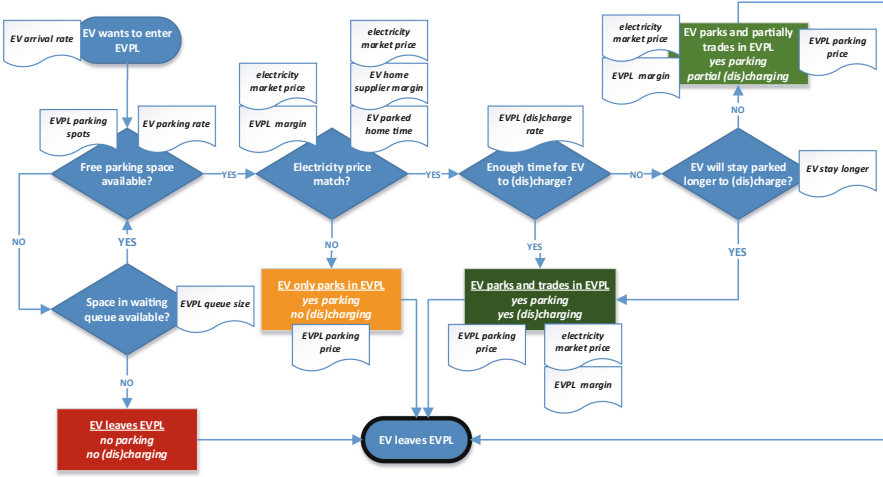 EV arrival rate
EV wants to enter
EVPL
electricity
market price
EVPL margin
electricity
market price
EV home
supplier margin
EV parked
home time
electricity
market price
EVPL margin
EV parks and partially
trades in EVPL
yes parking
partial (dis)charging
EVPL parking
price
EVPL parking
spots
EV parking rate
EVPL (dis)charge
rate
NO
Free parking space
available?
YES
Electricity price
match?
YES
Enough time for EV
to (dis)charge?
NO
EV will stay parked
longer to (dis)charge?
EV stay longer
NO
YES
NO
YES
YES
Space in waiting
queue available?
EVPL queue size
EV only parks in EVPL
yes parking
no (dis)charging
EVPL parking
price
EV parks and trades in EVPL
yes parking
yes (dis)charging
EVPL parking
price
electricity
market price
EVPL margin
NO
EV leaves EVPL
no parking
no (dis)charging
EV leaves EVPL